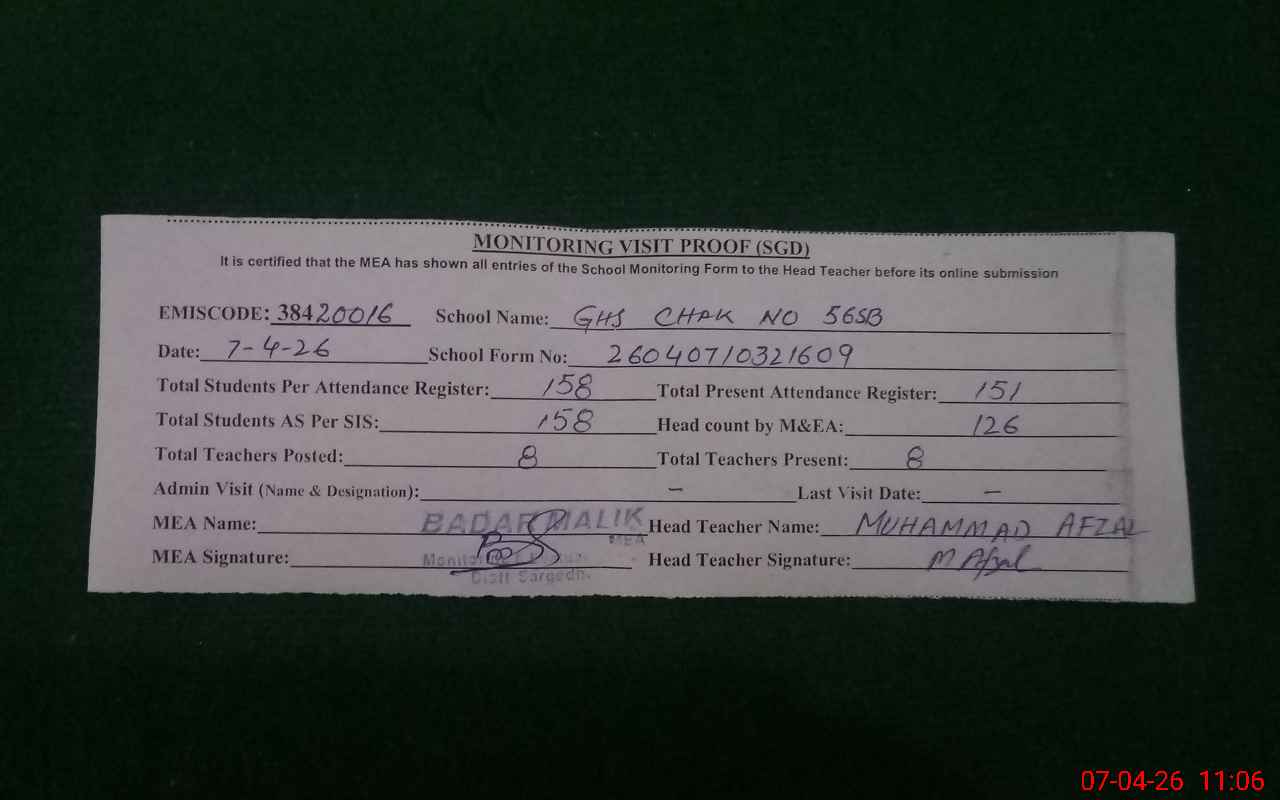 MONITORING VISIT PROOF (SGD)
It is certified that the MEA has shown all entries of the School Monitoring Form to the Head Teacher before its online submission
EMISCODE: 38420016 School Name: GHS CHAK NO 56SB
Date: 7-4-26 School Form No: 26040710321609
Total Students Per Attendance Register: 158 Total Present Attendance Register: 151
Total Students AS Per SIS: 158 Head count by M&EA: 126
Total Teachers Posted: 8 Total Teachers Present: 8
Admin Visit (Name & Designation): – Last Visit Date: –
MEA Name: BADAR MALIK Head Teacher Name: MUHAMMAD AFZAL
MEA
MEA Signature: Head Teacher Signature: M Afzal
07-04-26 11:06